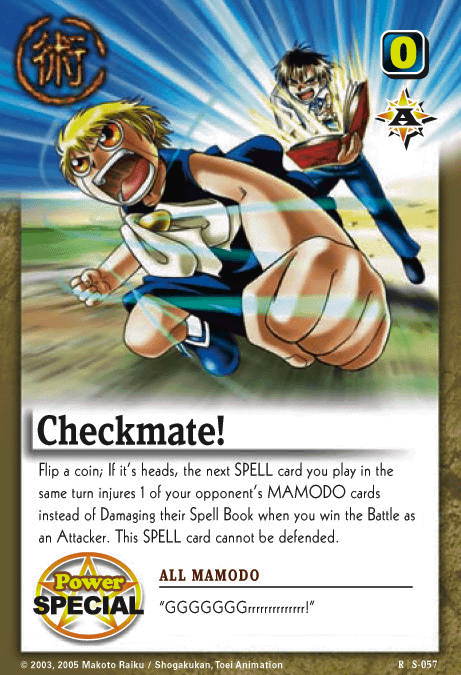 術
0
A
Checkmate!
Flip a coin; If it's heads, the next SPELL card you play in the
same turn injures 1 of your opponent's MAMODO cards
instead of Damaging their Spell Book when you win the Battle as
an Attacker. This SPELL card cannot be defended.
Power
SPECIAL
ALL MAMODO
"GGGGGGGrrrrrrrrrrrrrr!"
© 2003, 2005 Makoto Raiku / Shogakukan, Toei Animation
R | S-057